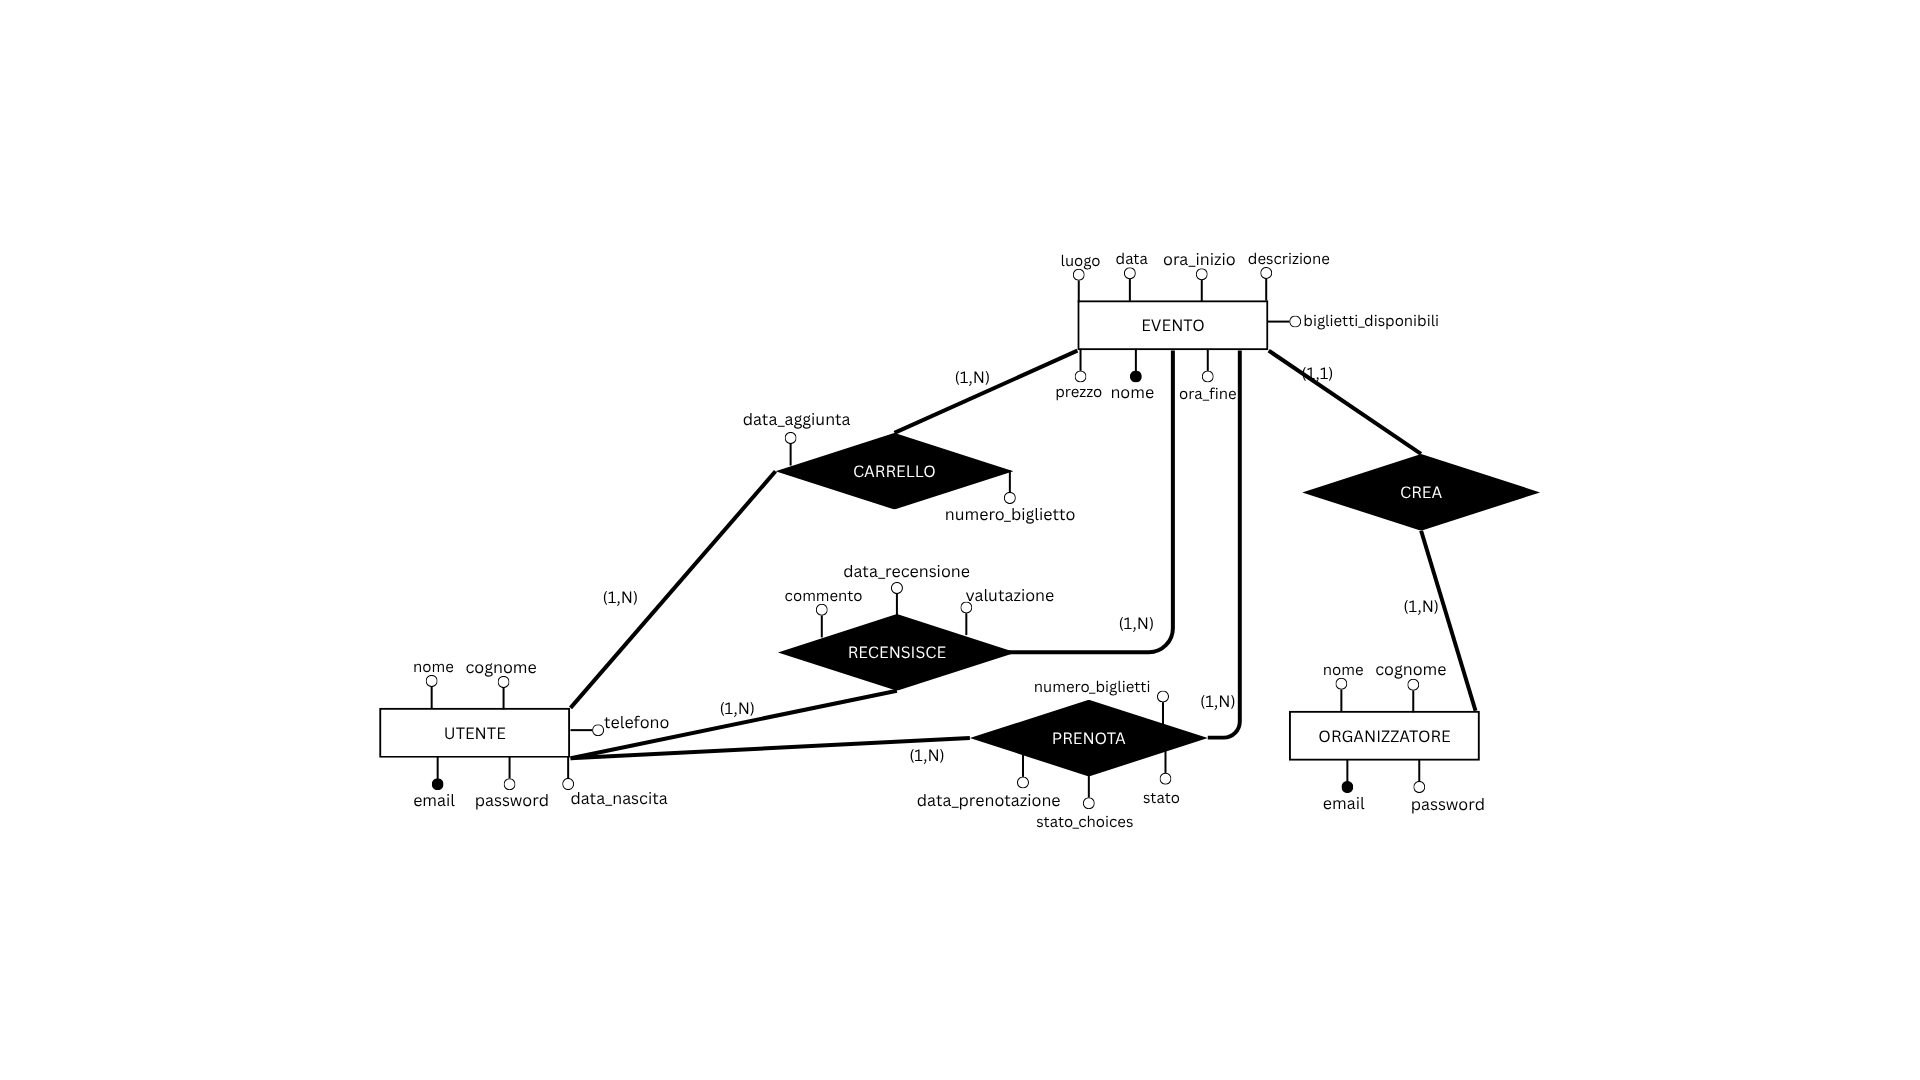 luogo
data
ora_inizio
descrizione
EVENTO
biglietti_disponibili
(1,N)
(1,1)
prezzo
nome
ora_fine
data_aggiunta
CARRELLO
numero_biglietto
CREA
data_recensione
commento
valutazione
(1,N)
(1,N)
(1,N)
RECENSISCE
nome
cognome
telefono
UTENTE
email
password
data_nascita
(1,N)
numero_biglietti
(1,N)
PRENOTA
(1,N)
data_prenotazione
stato_choices
stato
nome
cognome
ORGANIZZATORE
email
password